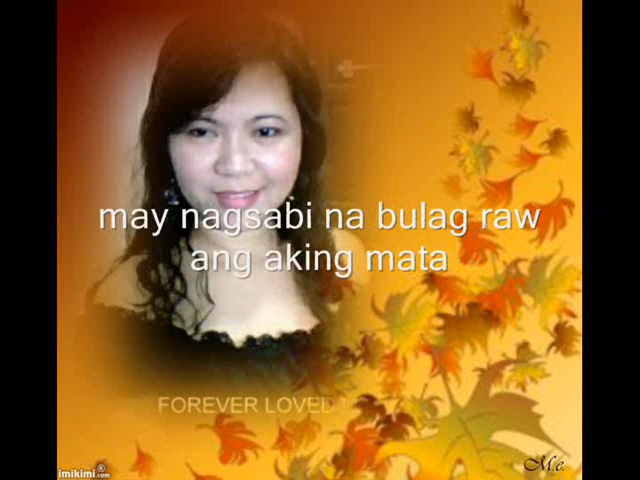 may nagsabi na bulag raw
ang aking mata
FOREVER LOVED
imikimi.com
M.e.